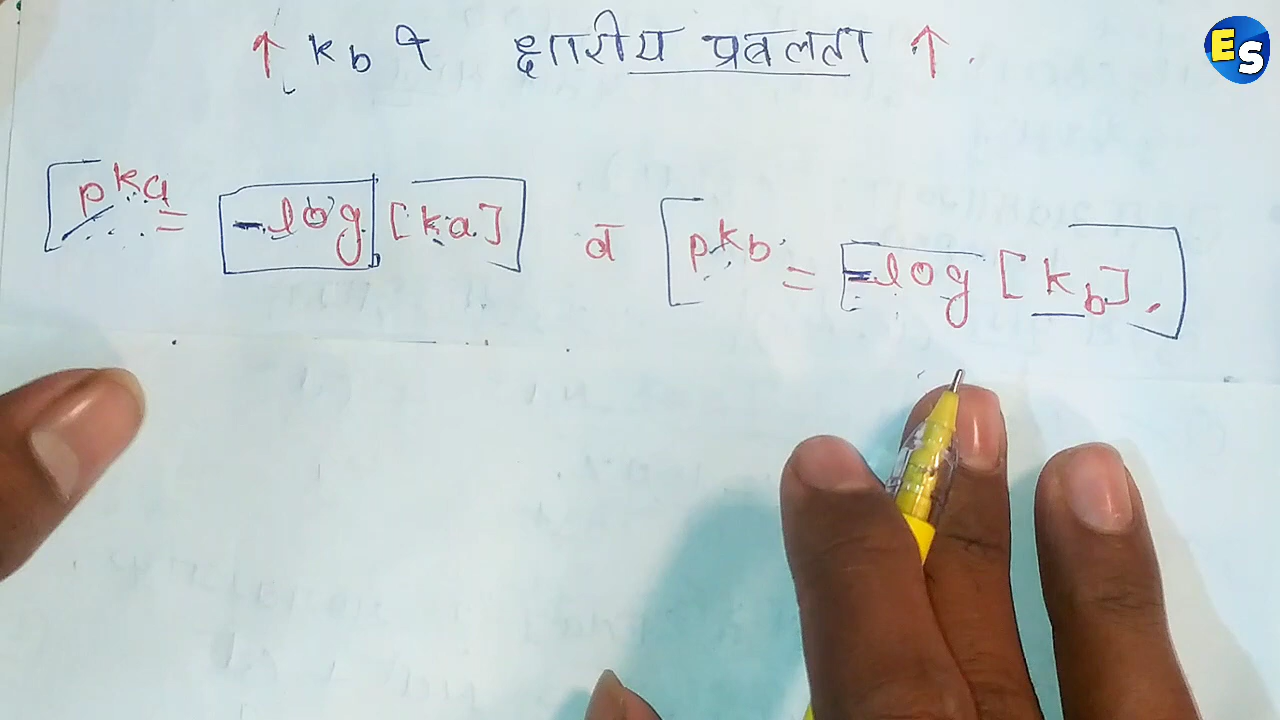 ↑ kb व क्षारीय प्रबलता ↑.
pka = -log [ka] व pkb = -log [kb].
ES